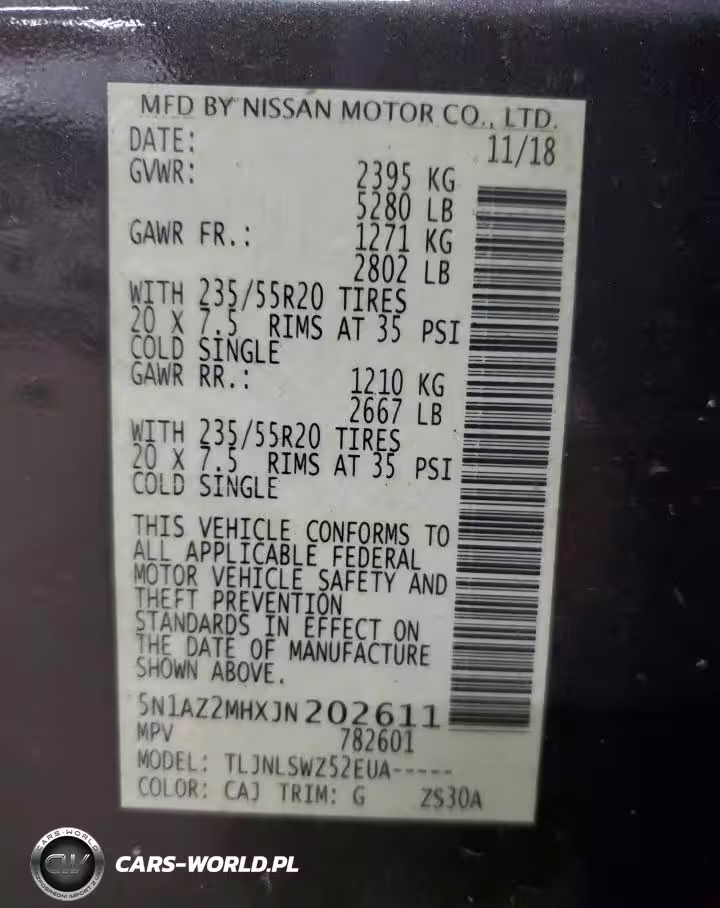 MFD BY NISSAN MOTOR CO., LTD.
DATE: 11/18
GVWR: 2395 KG
5280 LB
GAWR FR.: 1271 KG
2802 LB
WITH 235/55R20 TIRES
20 X 7.5 RIMS AT 35 PSI
COLD SINGLE
GAWR RR.: 1210 KG
2667 LB
WITH 235/55R20 TIRES
20 X 7.5 RIMS AT 35 PSI
COLD SINGLE
THIS VEHICLE CONFORMS TO
ALL APPLICABLE FEDERAL
MOTOR VEHICLE SAFETY AND
THEFT PREVENTION
STANDARDS IN EFFECT ON
THE DATE OF MANUFACTURE
SHOWN ABOVE.
5N1AZ2MHXJN202611
MPV 782601
MODEL: TLJNLSWZ52EUA-----
COLOR: CAJ TRIM: G ZS30A
CARS-WORLD
CW
CARS-WORLD.PL